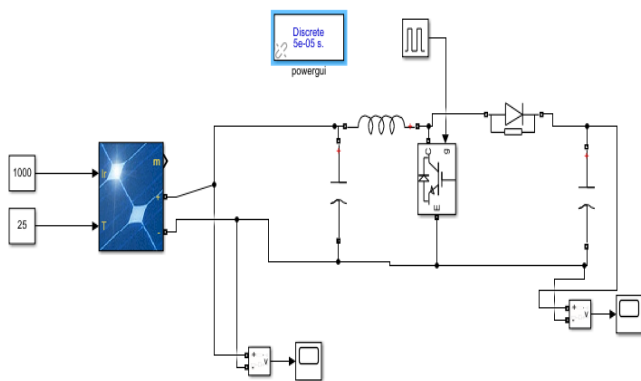 Discrete
5e-05 s.
powergui
1000
25
Ir
T
m
+
-
C
g
E
+
-
v
+
-
v